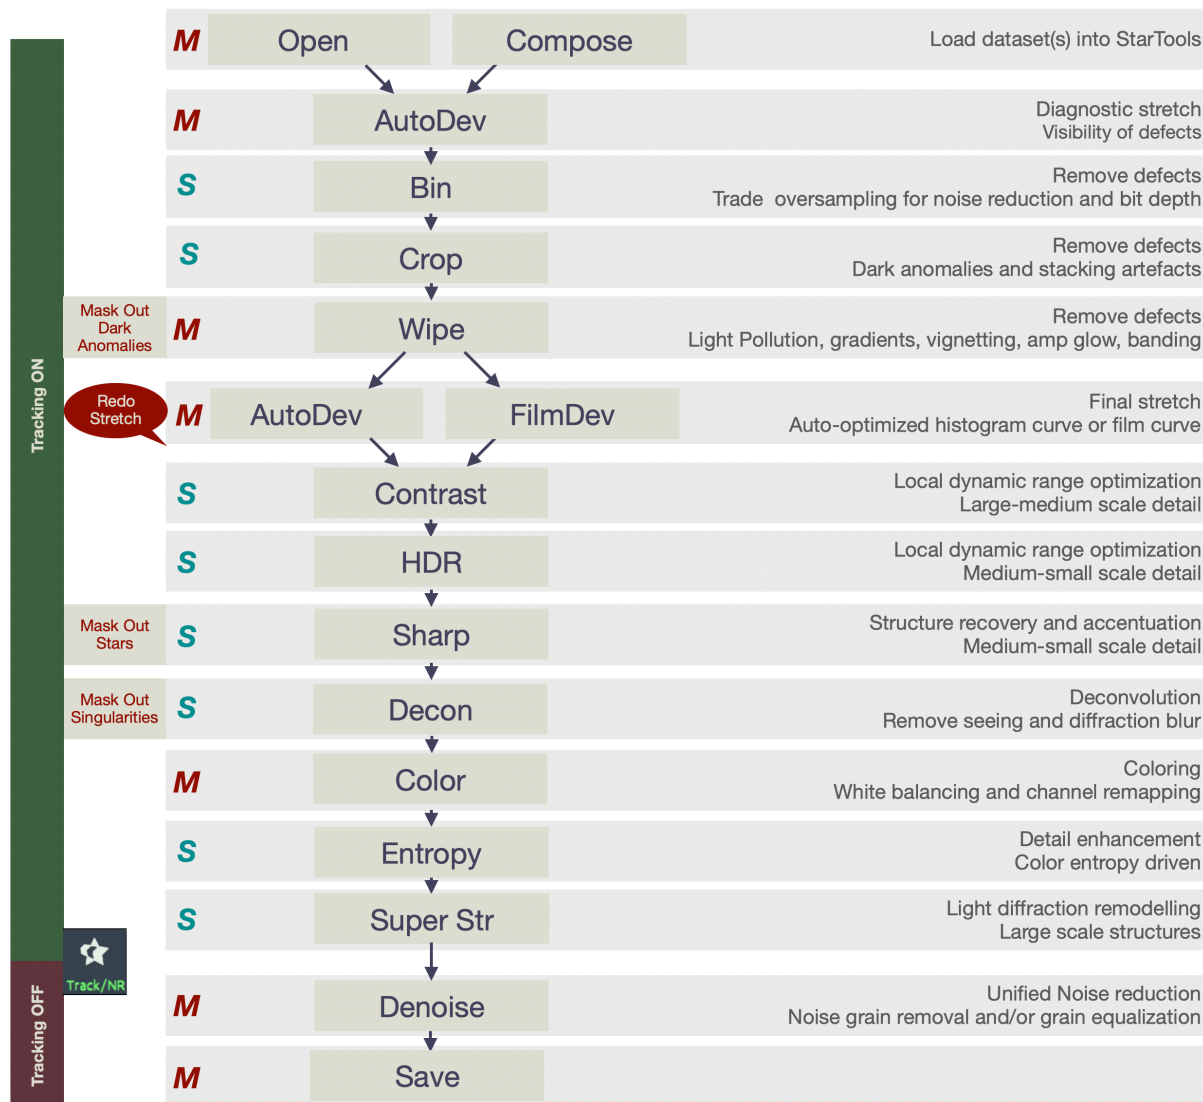 M Open Compose Load dataset(s) into StarTools
M AutoDev Diagnostic stretch
Visibility of defects
S Bin Remove defects
Trade oversampling for noise reduction and bit depth
S Crop Remove defects
Dark anomalies and stacking artefacts
Mask Out
Dark
Anomalies
M Wipe Remove defects
Light Pollution, gradients, vignetting, amp glow, banding
Tracking ON
Redo
Stretch
M AutoDev FilmDev Final stretch
Auto-optimized histogram curve or film curve
S Contrast Local dynamic range optimization
Large-medium scale detail
S HDR Local dynamic range optimization
Medium-small scale detail
Mask Out
Stars
S Sharp Structure recovery and accentuation
Medium-small scale detail
Mask Out
Singularities
S Decon Deconvolution
Remove seeing and diffraction blur
M Color Coloring
White balancing and channel remapping
S Entropy Detail enhancement
Color entropy driven
S Super Str Light diffraction remodelling
Large scale structures
Track/NR
Tracking OFF
M Denoise Unified Noise reduction
Noise grain removal and/or grain equalization
M Save